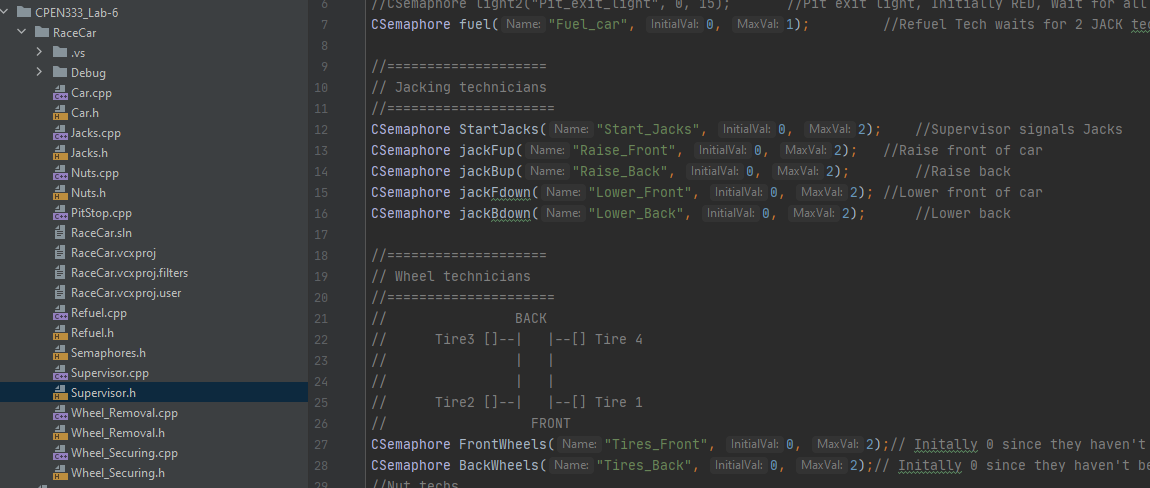 CPEN333_Lab-6
RaceCar
.vs
Debug
Car.cpp
Car.h
Jacks.cpp
Jacks.h
Nuts.cpp
Nuts.h
PitStop.cpp
RaceCar.sln
RaceCar.vcxproj
RaceCar.vcxproj.filters
RaceCar.vcxproj.user
Refuel.cpp
Refuel.h
Semaphores.h
Supervisor.cpp
Supervisor.h
Wheel_Removal.cpp
Wheel_Removal.h
Wheel_Securing.cpp
Wheel_Securing.h
6 //CSemaphore light2("Pit_exit_light", 0, 15); //Pit exit light, Initially RED, Wait for all
7 CSemaphore fuel( Name: "Fuel_car", InitialVal: 0, MaxVal: 1); //Refuel Tech waits for 2 JACK tec
8
9 //====================
10 // Jacking technicians
11 //=====================
12 CSemaphore StartJacks( Name: "Start_Jacks", InitialVal: 0, MaxVal: 2); //Supervisor signals Jacks
13 CSemaphore jackFup( Name: "Raise_Front", InitialVal: 0, MaxVal: 2); //Raise front of car
14 CSemaphore jackBup( Name: "Raise_Back", InitialVal: 0, MaxVal: 2); //Raise back
15 CSemaphore jackFdown( Name: "Lower_Front", InitialVal: 0, MaxVal: 2); //Lower front of car
16 CSemaphore jackBdown( Name: "Lower_Back", InitialVal: 0, MaxVal: 2); //Lower back
17
18 //====================
19 // Wheel technicians
20 //=====================
21 // BACK
22 // Tire3 []--| |--[] Tire 4
23 // | |
24 // | |
25 // Tire2 []--| |--[] Tire 1
26 // FRONT
27 CSemaphore FrontWheels( Name: "Tires_Front", InitialVal: 0, MaxVal: 2);// Initally 0 since they haven't
28 CSemaphore BackWheels( Name: "Tires_Back", InitialVal: 0, MaxVal: 2);// Initally 0 since they haven't be
29 //Nut techs